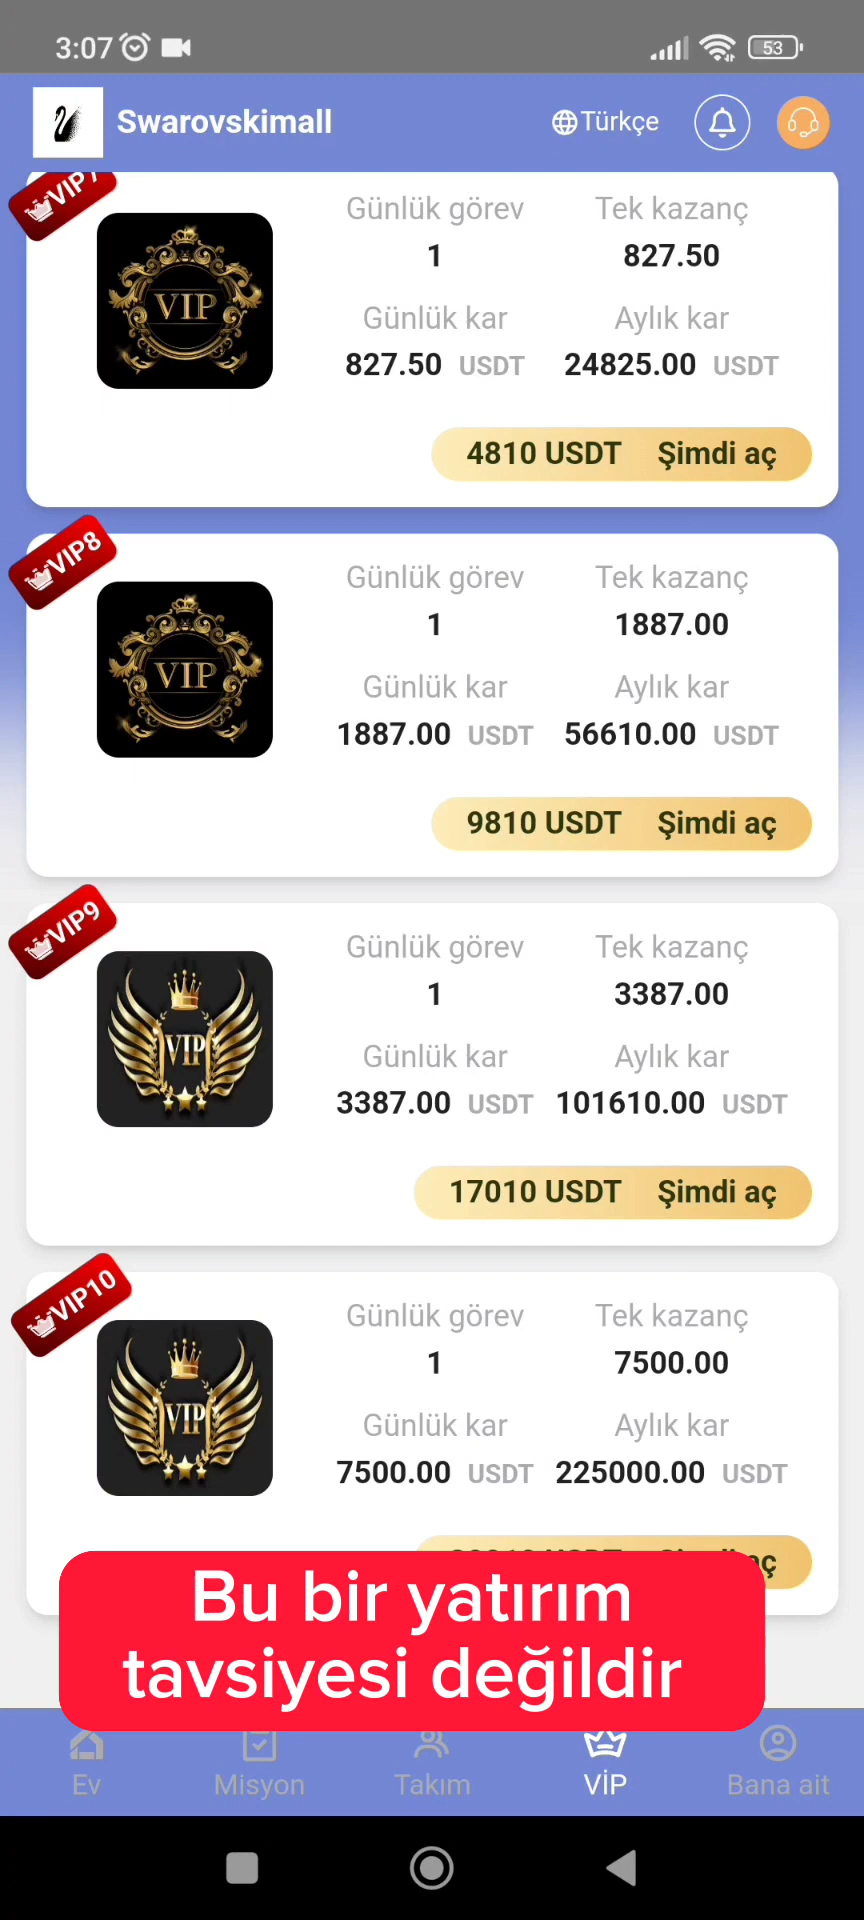 3:07
53
Swarovskimall
Türkçe
VIP7
Günlük görev Tek kazanç
1 827.50
VIP
Günlük kar Aylık kar
827.50 USDT 24825.00 USDT
4810 USDT Şimdi aç
VIP8
Günlük görev Tek kazanç
1 1887.00
VIP
Günlük kar Aylık kar
1887.00 USDT 56610.00 USDT
9810 USDT Şimdi aç
VIP9
Günlük görev Tek kazanç
1 3387.00
VIP
Günlük kar Aylık kar
3387.00 USDT 101610.00 USDT
17010 USDT Şimdi aç
VIP10
Günlük görev Tek kazanç
1 7500.00
VIP
Günlük kar Aylık kar
7500.00 USDT 225000.00 USDT
Bu bir yatırım
tavsiyesi değildir
Ev Misyon Takım VİP Bana ait